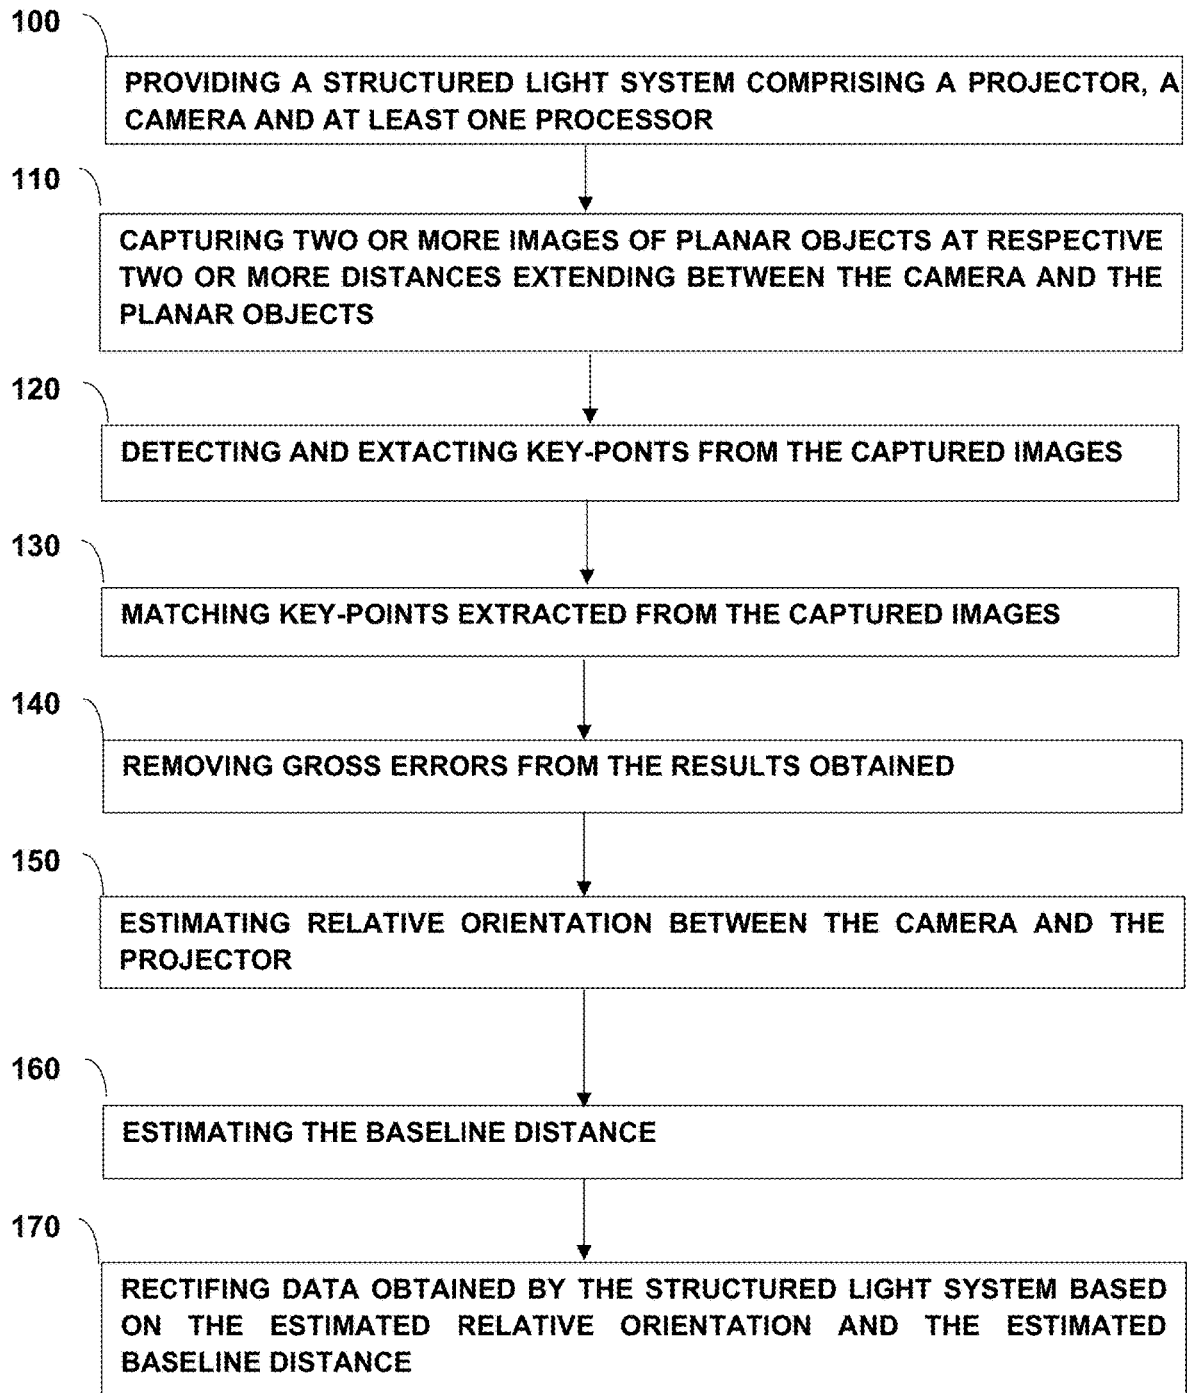 100
PROVIDING A STRUCTURED LIGHT SYSTEM COMPRISING A PROJECTOR, A
CAMERA AND AT LEAST ONE PROCESSOR
110
CAPTURING TWO OR MORE IMAGES OF PLANAR OBJECTS AT RESPECTIVE
TWO OR MORE DISTANCES EXTENDING BETWEEN THE CAMERA AND THE
PLANAR OBJECTS
120
DETECTING AND EXTACTING KEY-PONTS FROM THE CAPTURED IMAGES
130
MATCHING KEY-POINTS EXTRACTED FROM THE CAPTURED IMAGES
140
REMOVING GROSS ERRORS FROM THE RESULTS OBTAINED
150
ESTIMATING RELATIVE ORIENTATION BETWEEN THE CAMERA AND THE
PROJECTOR
160
ESTIMATING THE BASELINE DISTANCE
170
RECTIFING DATA OBTAINED BY THE STRUCTURED LIGHT SYSTEM BASED
ON THE ESTIMATED RELATIVE ORIENTATION AND THE ESTIMATED
BASELINE DISTANCE